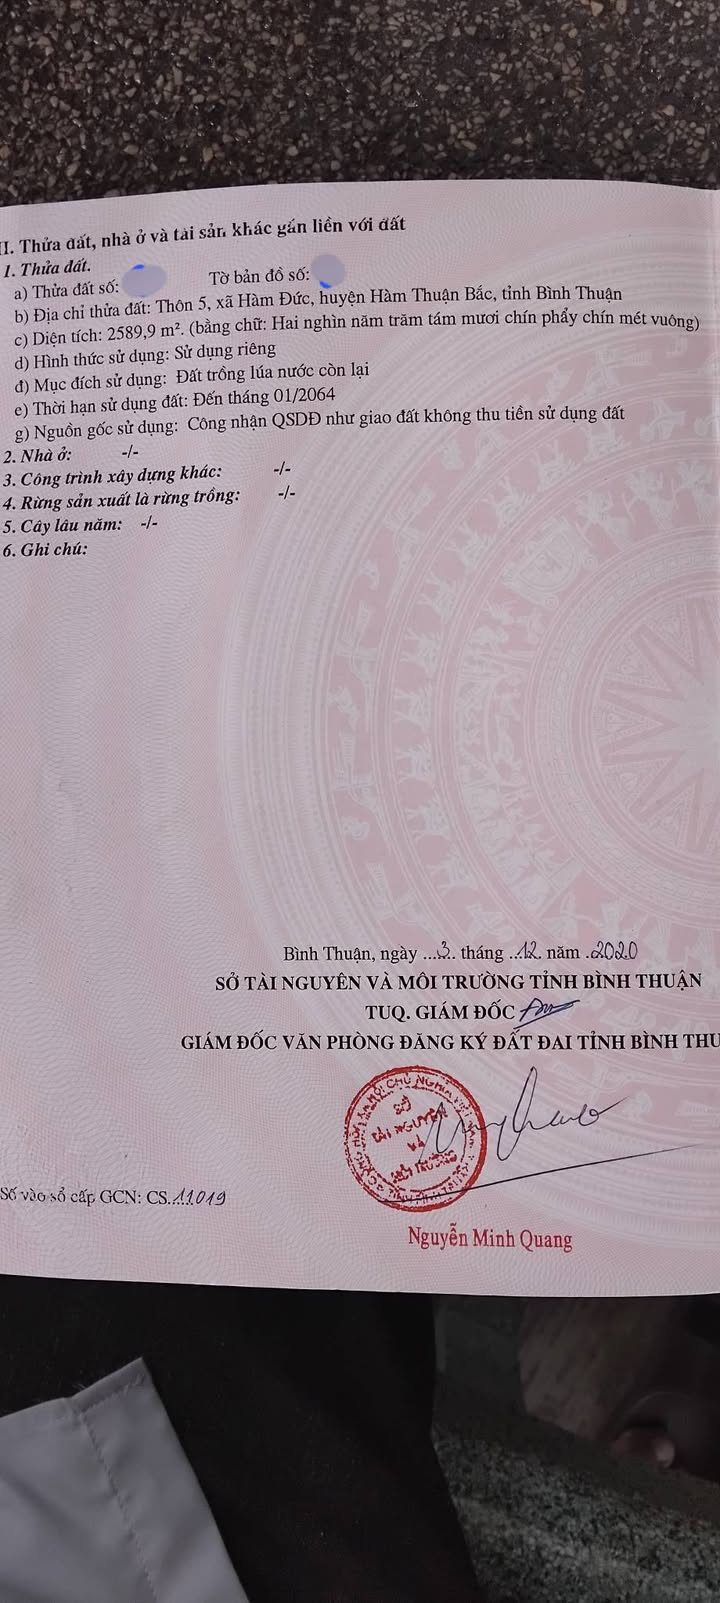 II. Thửa đất, nhà ở và tài sản khác gắn liền với đất
1. Thửa đất.
a) Thửa đất số: Tờ bản đồ số:
b) Địa chỉ thửa đất: Thôn 5, xã Hàm Đức, huyện Hàm Thuận Bắc, tỉnh Bình Thuận
c) Diện tích: 2589,9 m². (bằng chữ: Hai nghìn năm trăm tám mươi chín phẩy chín mét vuông)
d) Hình thức sử dụng: Sử dụng riêng
đ) Mục đích sử dụng: Đất trồng lúa nước còn lại
e) Thời hạn sử dụng đất: Đến tháng 01/2064
g) Nguồn gốc sử dụng: Công nhận QSDĐ như giao đất không thu tiền sử dụng đất
2. Nhà ở: -/-
3. Công trình xây dựng khác: -/-
4. Rừng sản xuất là rừng trồng: -/-
5. Cây lâu năm: -/-
6. Ghi chú:
Bình Thuận, ngày ...3. tháng ..12. năm .2020
SỞ TÀI NGUYÊN VÀ MÔI TRƯỜNG TỈNH BÌNH THUẬN
TUQ. GIÁM ĐỐC
GIÁM ĐỐC VĂN PHÒNG ĐĂNG KÝ ĐẤT ĐAI TỈNH BÌNH THU
SỞ
TÀI NGUYÊN
VÀ
MÔI TRƯỜNG
Số vào sổ cấp GCN: CS..11019
Nguyễn Minh Quang